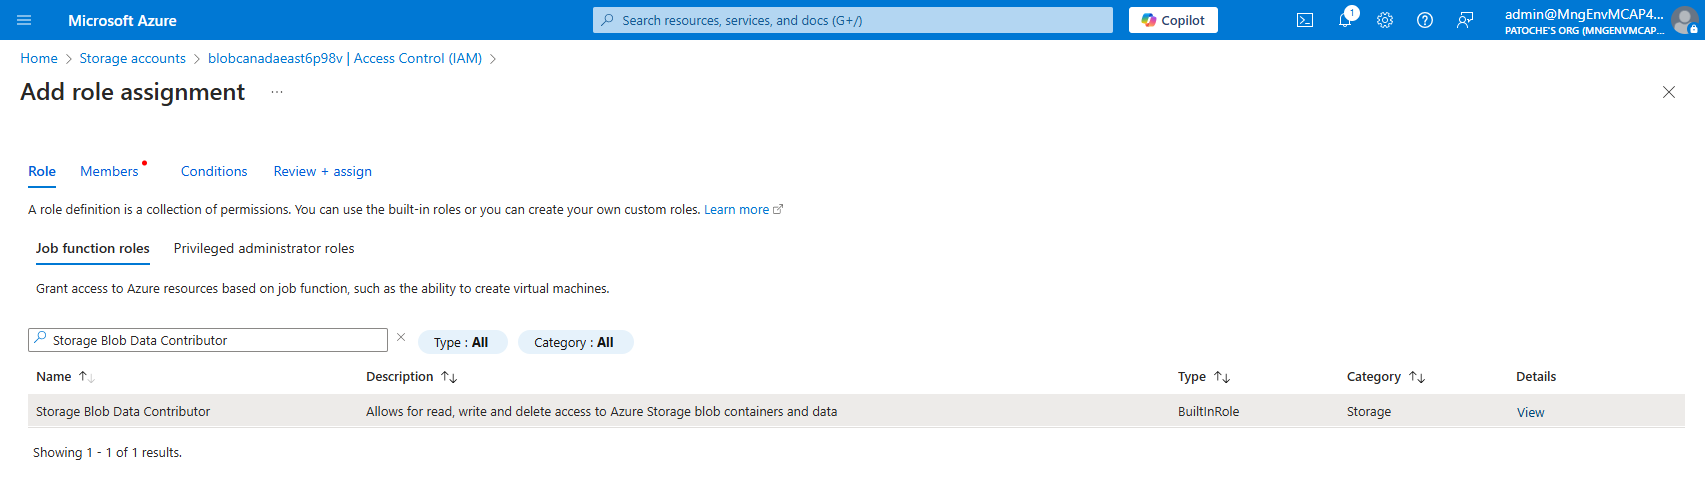 Microsoft Azure
Search resources, services, and docs (G+/)
Copilot
1
admin@MngEnvMCAP4...
PATOCHE'S ORG (MNGENVMCAP...
Home > Storage accounts > blobcanadaeast6p98v | Access Control (IAM) >
Add role assignment ...
Role Members Conditions Review + assign
A role definition is a collection of permissions. You can use the built-in roles or you can create your own custom roles. Learn more
Job function roles Privileged administrator roles
Grant access to Azure resources based on job function, such as the ability to create virtual machines.
Storage Blob Data Contributor Type : All Category : All
Name Description Type Category Details
Storage Blob Data Contributor Allows for read, write and delete access to Azure Storage blob containers and data BuiltInRole Storage View
Showing 1 - 1 of 1 results.